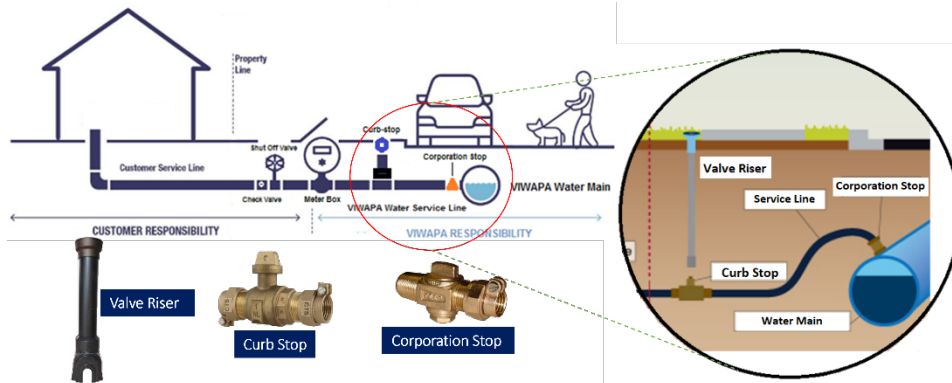 Property
Line
Curb-stop
Shut Off Valve
Corporation Stop
Customer Service Line
VIWAPA Water Main
Check Valve
Meter Box
VIWAPA Water Service Line
CUSTOMER RESPONSIBILITY
VIWAPA RESPONSIBILITY
Valve Riser
Curb Stop
Corporation Stop
Valve Riser
Corporation Stop
Service Line
Curb Stop
Water Main